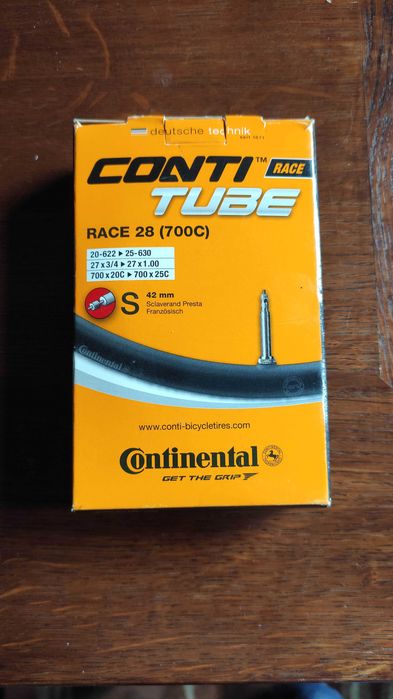 deutsche technik
seit 1871
CONTI™ RACE
TUBE
RACE 28 (700C)
20-622 ▸ 25-630
27 x 3/4 ▸ 27 x 1.00
700 x 20C ▸ 700 x 25C
S
42 mm
Sclaverand Presta
Französisch
Continental
www.conti-bicycletires.com
Continental
GET THE GRIP